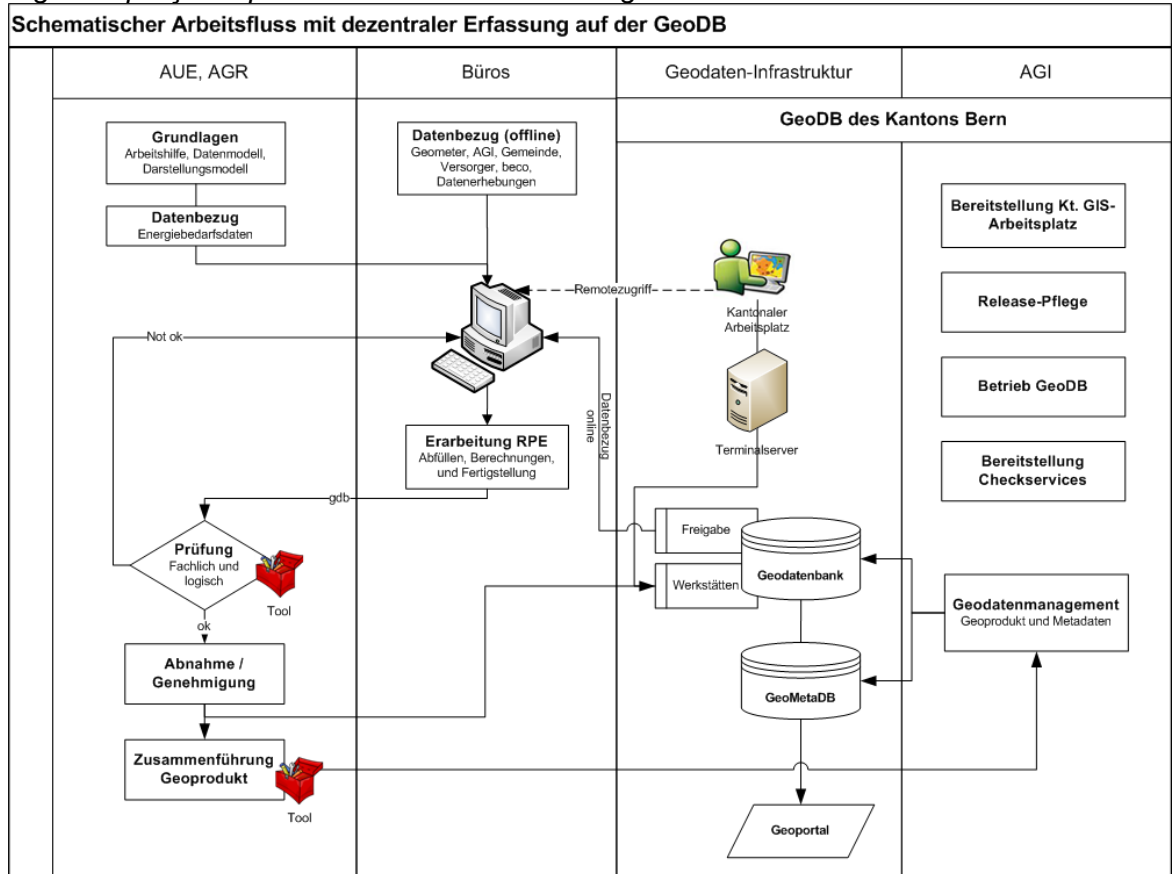 Schematischer Arbeitsfluss mit dezentraler Erfassung auf der GeoDB
AUE, AGR
Büros
Geodaten-Infrastruktur
AGI
GeoDB des Kantons Bern
Grundlagen
Arbeitshilfe, Datenmodell,
Darstellungsmodell
Datenbezug
Energiebedarfsdaten
Datenbezug (offline)
Geometer, AGI, Gemeinde,
Versorger, beco,
Datenerhebungen
Remotezugriff
Kantonaler
Arbeitsplatz
Terminalserver
Not ok
Datenbezug
online
Erarbeitung RPE
Abfüllen, Berechnungen,
und Fertigstellung
gdb
Prüfung
Fachlich und
logisch
Tool
ok
Abnahme /
Genehmigung
Zusammenführung
Geoprodukt
Tool
Freigabe
Werkstätten
Geodatenbank
GeoMetaDB
Geoportal
Bereitstellung Kt. GIS-
Arbeitsplatz
Release-Pflege
Betrieb GeoDB
Bereitstellung
Checkservices
Geodatenmanagement
Geoprodukt und Metadaten